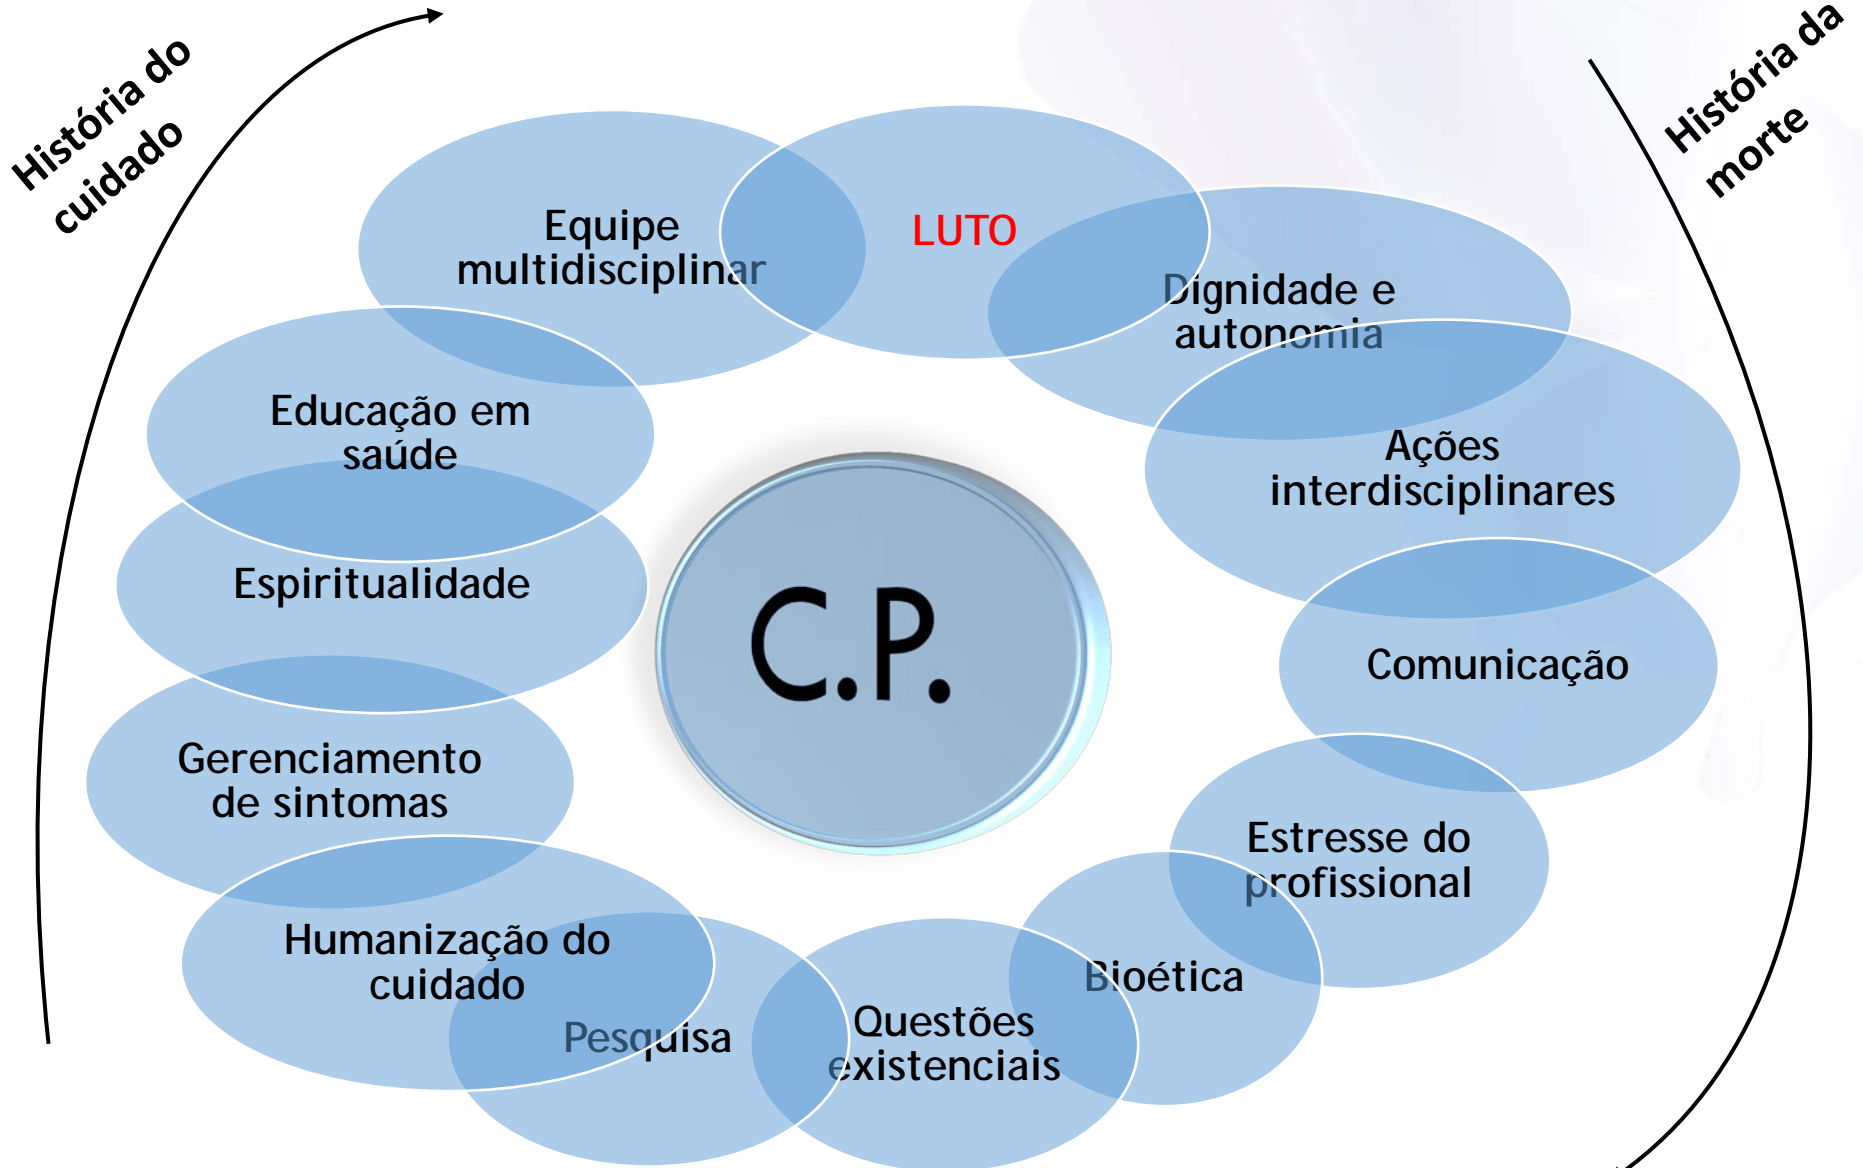 História do
cuidado
História da
morte
Equipe
multidisciplinar
LUTO
Dignidade e
autonomia
Educação em
saúde
Ações
interdisciplinares
Espiritualidade
C.P.
Comunicação
Gerenciamento
de sintomas
Estresse do
profissional
Humanização do
cuidado
Bioética
Pesquisa
Questões
existenciais